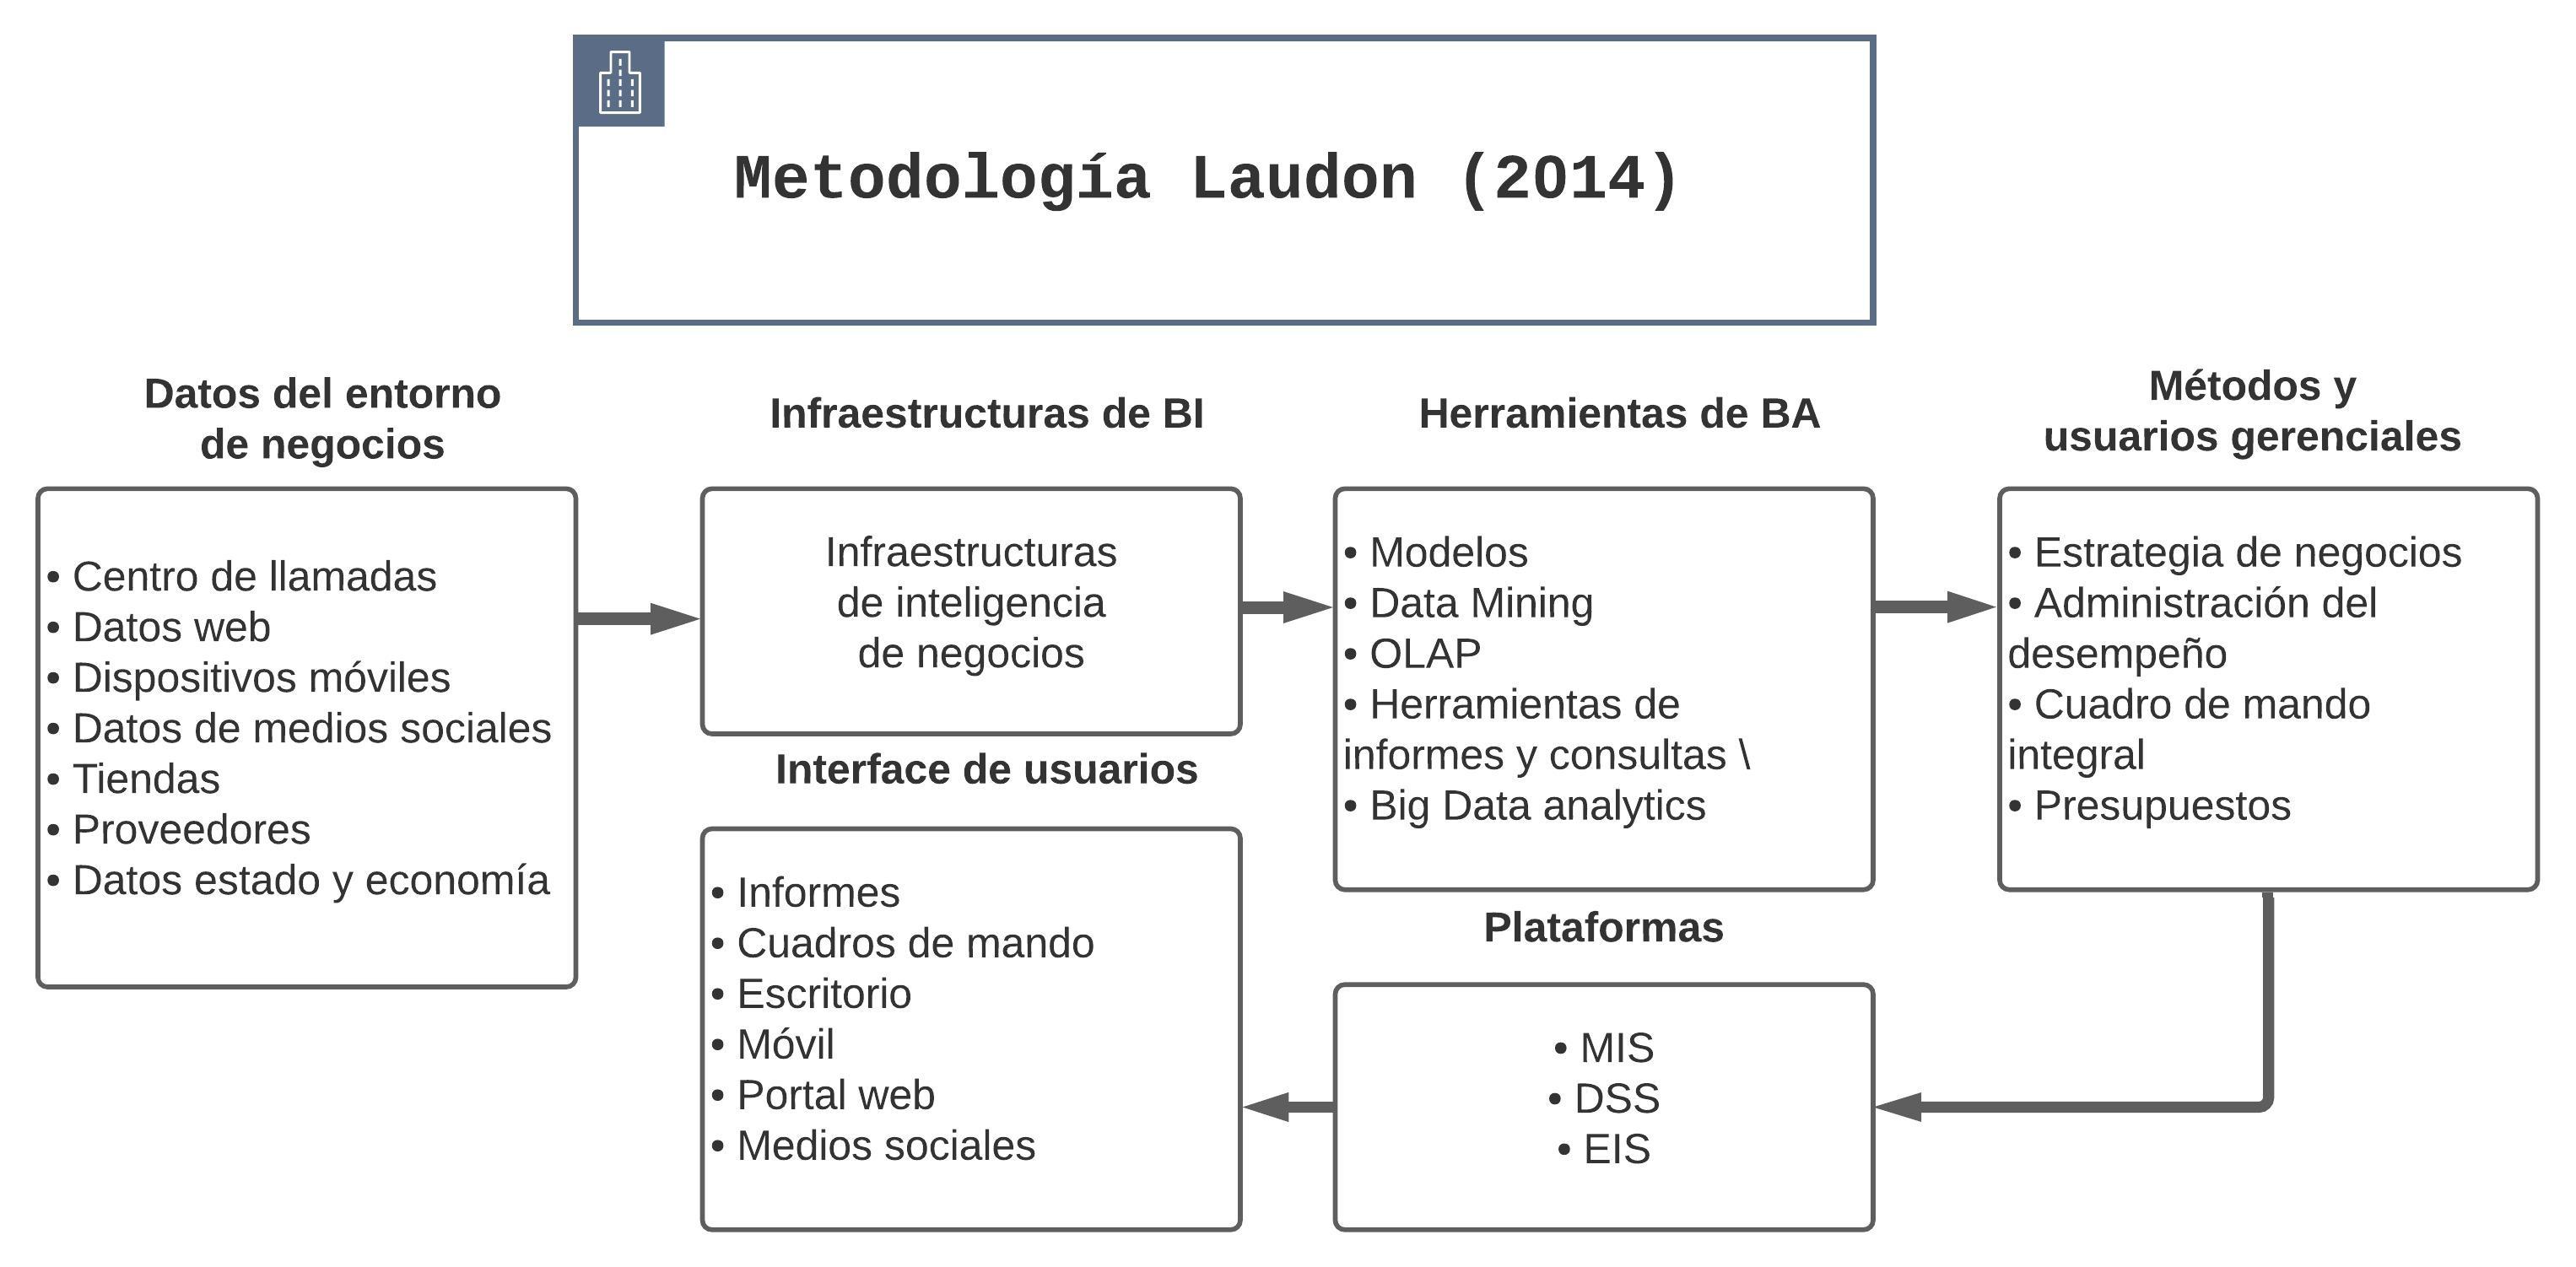 Metodología Laudon (2014)
Datos del entorno
de negocios
• Centro de llamadas
• Datos web
• Dispositivos móviles
• Datos de medios sociales
• Tiendas
• Proveedores
• Datos estado y economía
Infraestructuras de BI
Infraestructuras
de inteligencia
de negocios
Herramientas de BA
• Modelos
• Data Mining
• OLAP
• Herramientas de
informes y consultas \
• Big Data analytics
Métodos y
usuarios gerenciales
• Estrategia de negocios
• Administración del
desempeño
• Cuadro de mando
integral
• Presupuestos
Plataformas
• MIS
• DSS
• EIS
Interface de usuarios
• Informes
• Cuadros de mando
• Escritorio
• Móvil
• Portal web
• Medios sociales